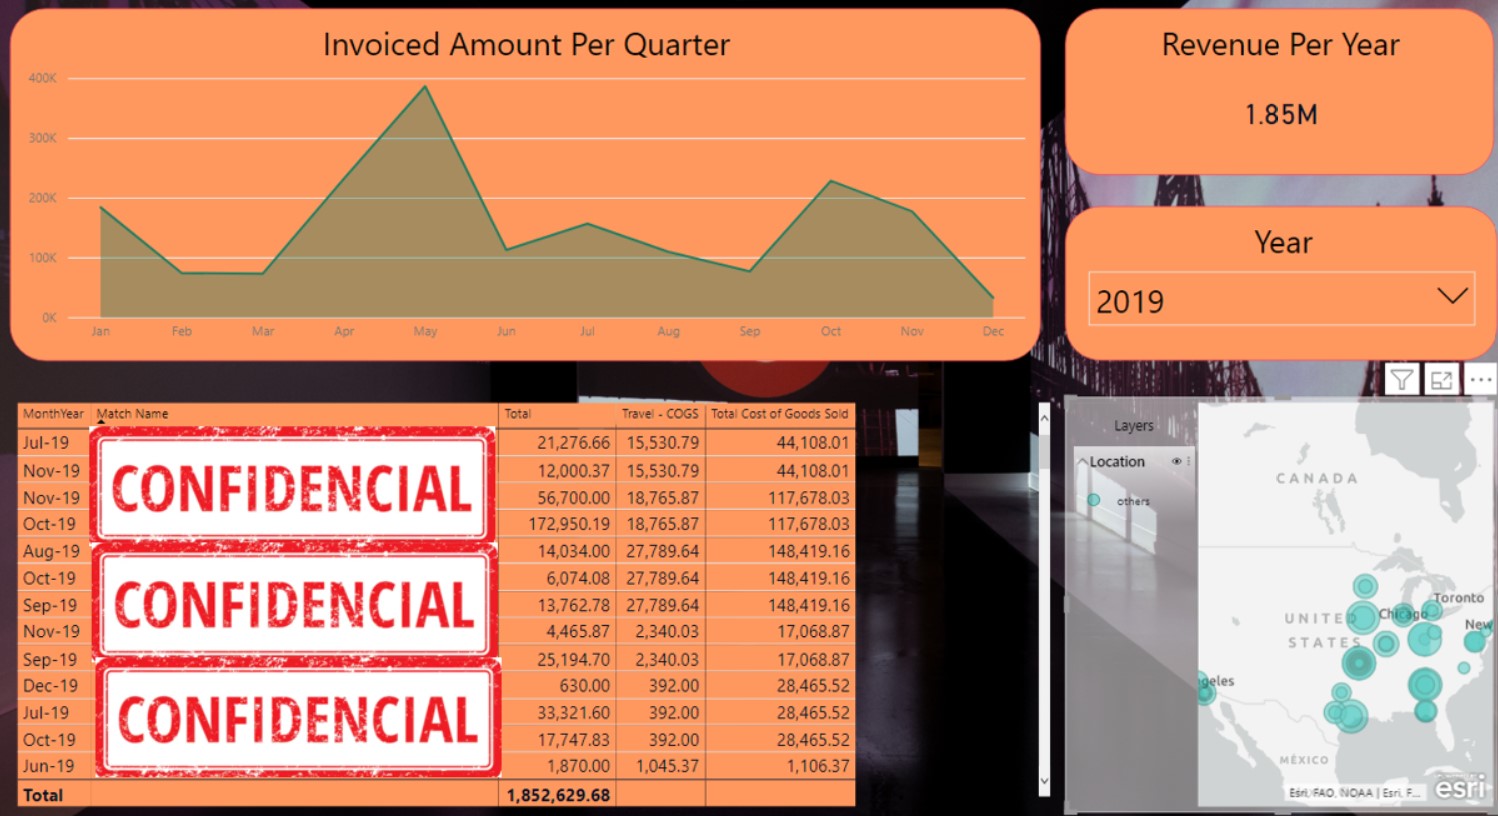 Invoiced Amount Per Quarter
400K
300K
200K
100K
0K
Jan Feb Mar Apr May Jun Jul Aug Sep Oct Nov Dec
Revenue Per Year
1.85M
Year
2019
MonthYear Match Name Total Travel - COGS Total Cost of Goods Sold
Jul-19 21,276.66 15,530.79 44,108.01
Nov-19 12,000.37 15,530.79 44,108.01
Nov-19 56,700.00 18,765.87 117,678.03
Oct-19 172,950.19 18,765.87 117,678.03
Aug-19 14,034.00 27,789.64 148,419.16
Oct-19 6,074.08 27,789.64 148,419.16
Sep-19 13,762.78 27,789.64 148,419.16
Nov-19 4,465.87 2,340.03 17,068.87
Sep-19 25,194.70 2,340.03 17,068.87
Dec-19 630.00 392.00 28,465.52
Jul-19 33,321.60 392.00 28,465.52
Oct-19 17,747.83 392.00 28,465.52
Jun-19 1,870.00 1,045.37 1,106.37
Total 1,852,629.68
CONFIDENCIAL
CONFIDENCIAL
CONFIDENCIAL
Layers
Location
others
CANADA
Toronto
Chicago
UNITED
New
STATES
geles
MÉXICO
Esri, FAO, NOAA | Esri, F...
esri